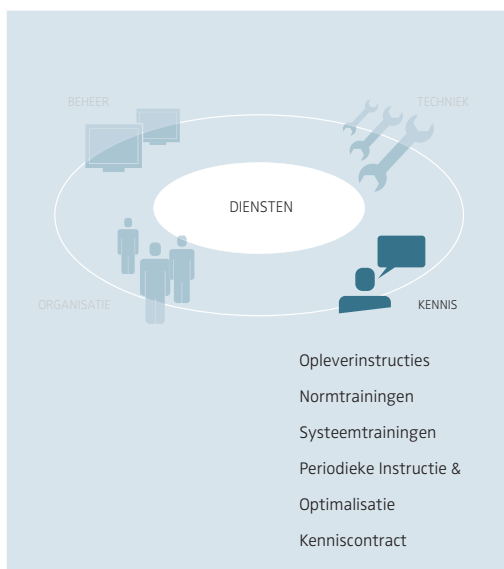 BEHEER
TECHNIEK
DIENSTEN
ORGANISATIE
KENNIS
Opleverinstructies
Normtrainingen
Systeemtrainingen
Periodieke Instructie &
Optimalisatie
Kenniscontract